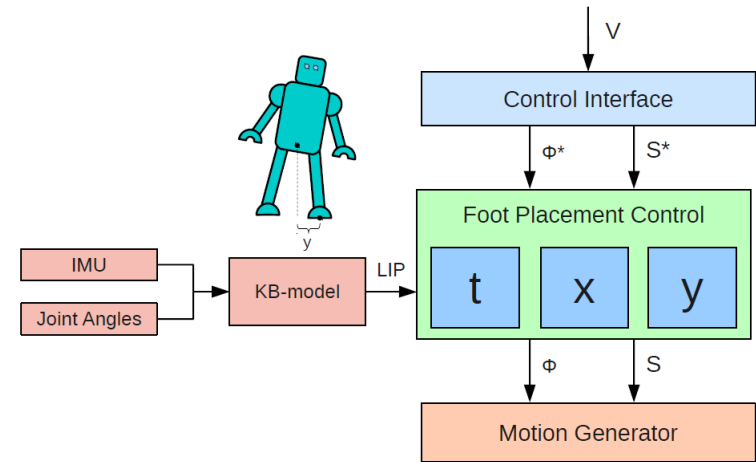 V
Control Interface
Φ* S*
Foot Placement Control
t x y
y
IMU
Joint Angles
KB-model
LIP
Φ S
Motion Generator